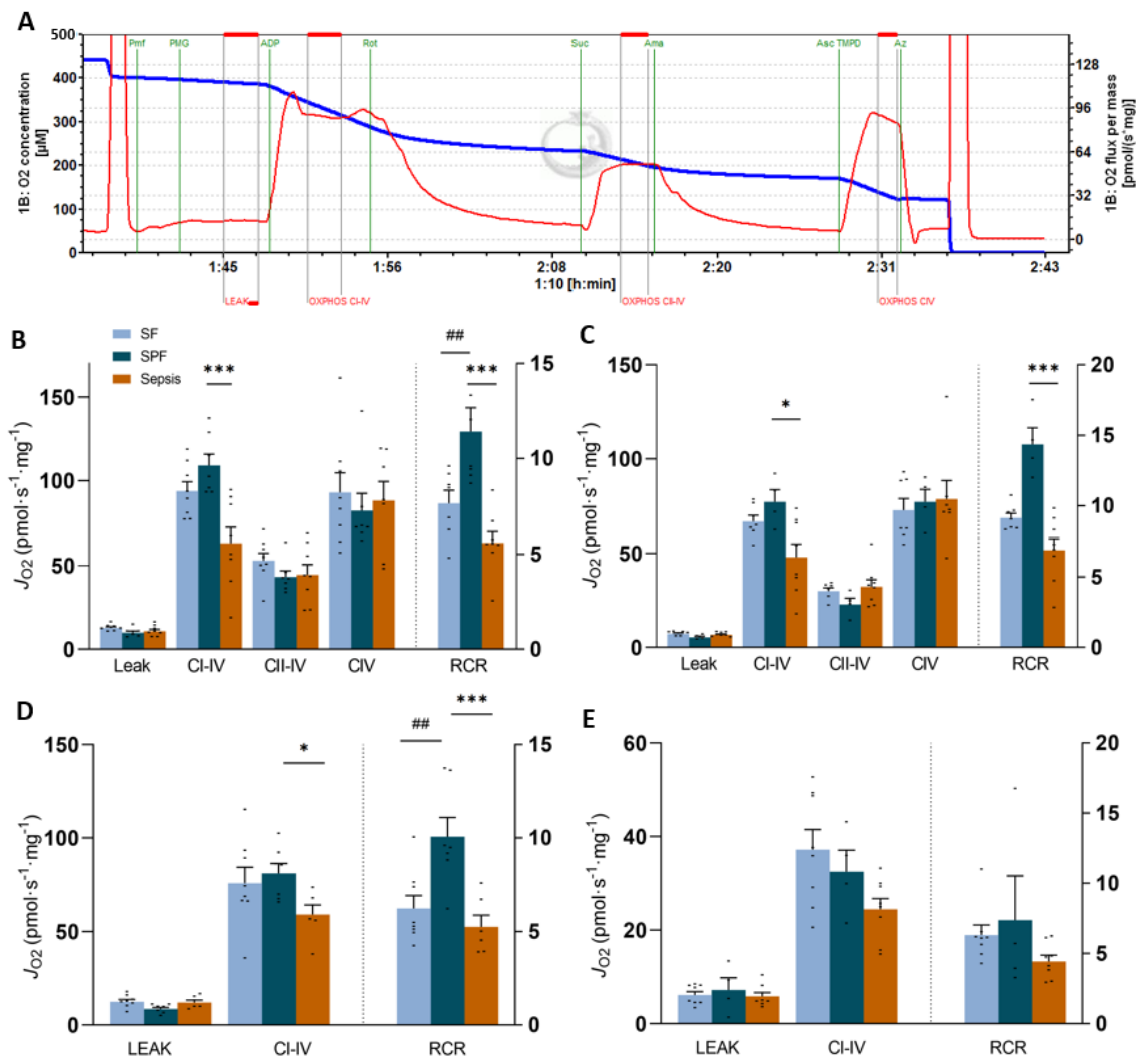 A
500
400
300
200
100
0
1B: O2 concentration
[µM]
Pmf
PMG
ADP
Rot
Suc
Ama
Asc TMPD
Az
128
96
64
32
0
1B: O2 flux per mass
[pmol/(s*mg)]
1:45
1:56
2:08
2:20
2:31
2:43
1:10 [h:min]
LEAK
OXPHOS CI-IV
OXPHOS CII-IV
OXPHOS CIV
B
SF
SPF
Sepsis
##
***
***
150
100
50
0
15
10
5
0
JO2 (pmol·s-1·mg-1)
Leak
CI-IV
CII-IV
CIV
RCR
C
*
***
150
100
50
0
20
15
10
5
0
JO2 (pmol·s-1·mg-1)
Leak
CI-IV
CII-IV
CIV
RCR
D
*
##
***
150
100
50
0
15
10
5
0
JO2 (pmol·s-1·mg-1)
LEAK
CI-IV
RCR
E
60
40
20
0
20
15
10
5
0
JO2 (pmol·s-1·mg-1)
LEAK
CI-IV
RCR